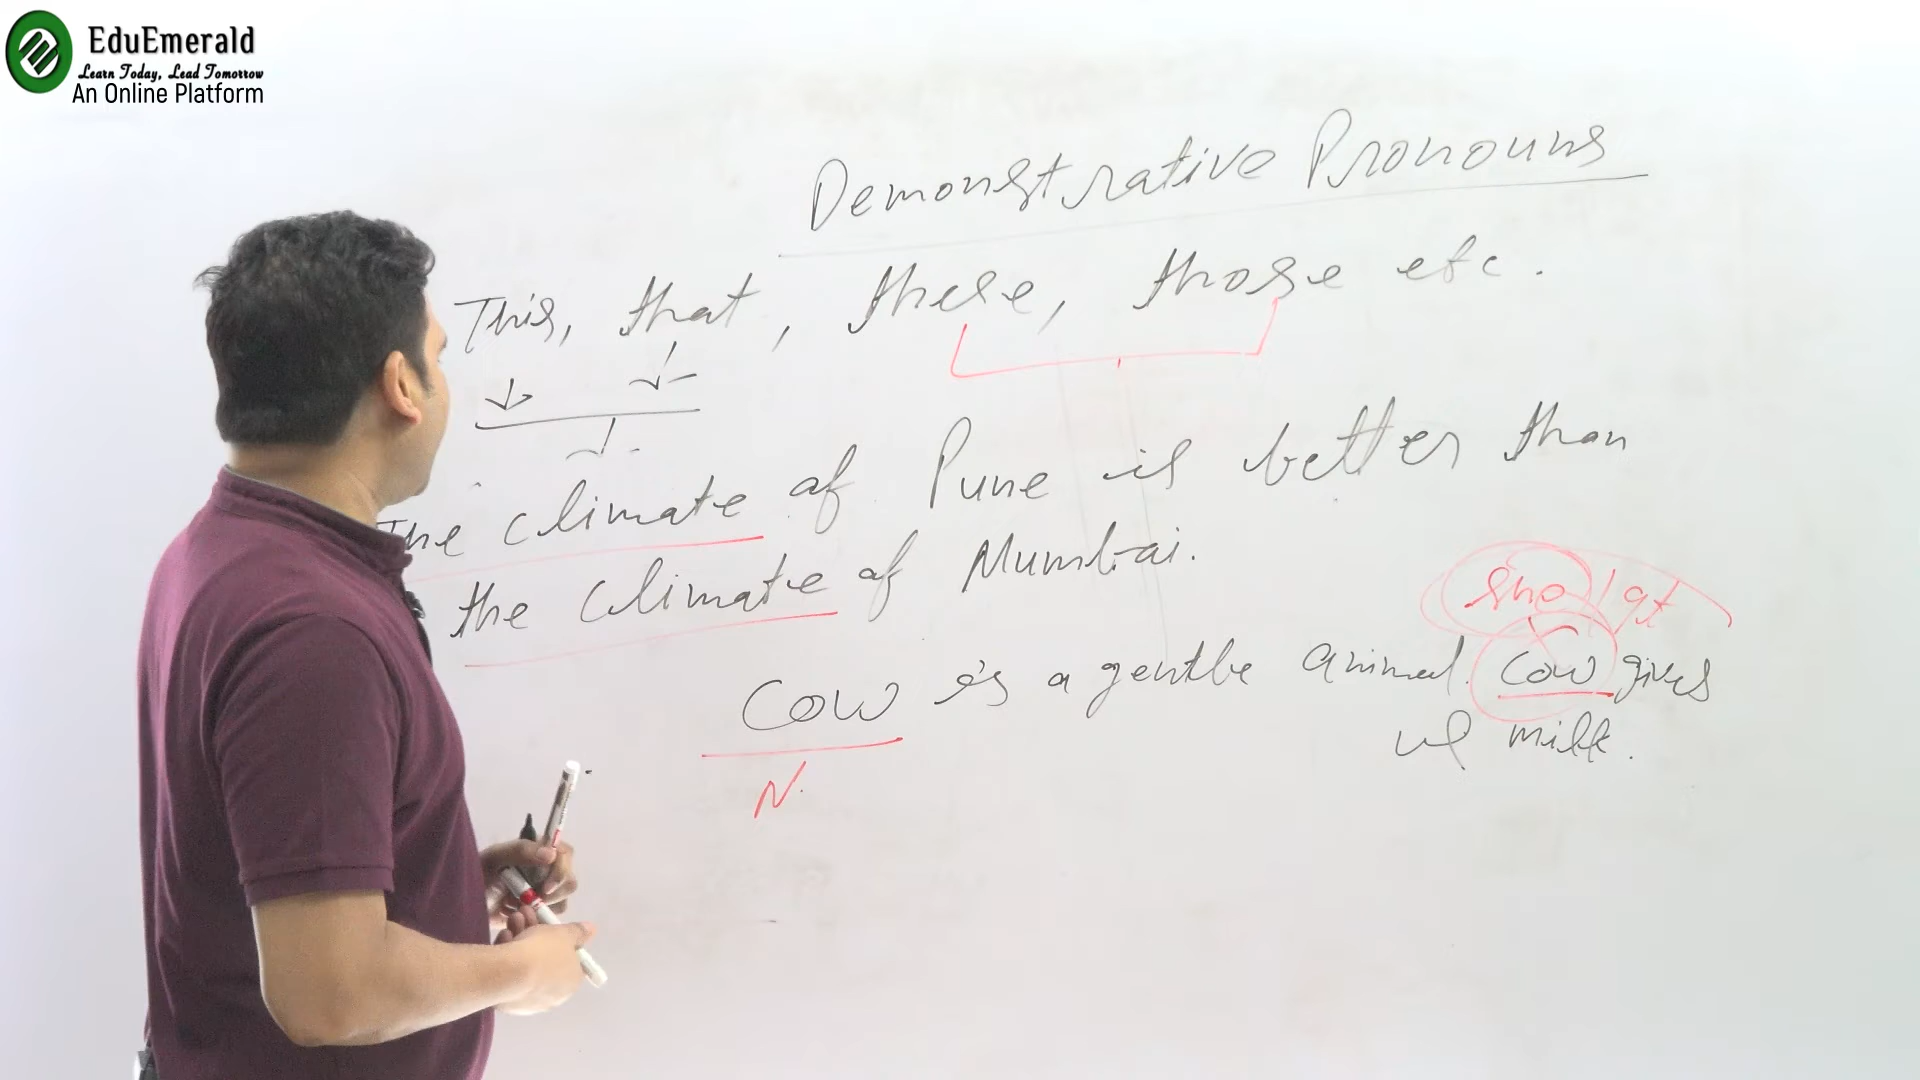 EduEmerald
Learn Today, Lead Tomorrow
An Online Platform
Demonstrative Pronouns
This, that, these, those etc.
The climate of Pune is better than
the climate of Mumbai.
She / It
Cow is a gentle animal. Cow gives
us milk.
N.